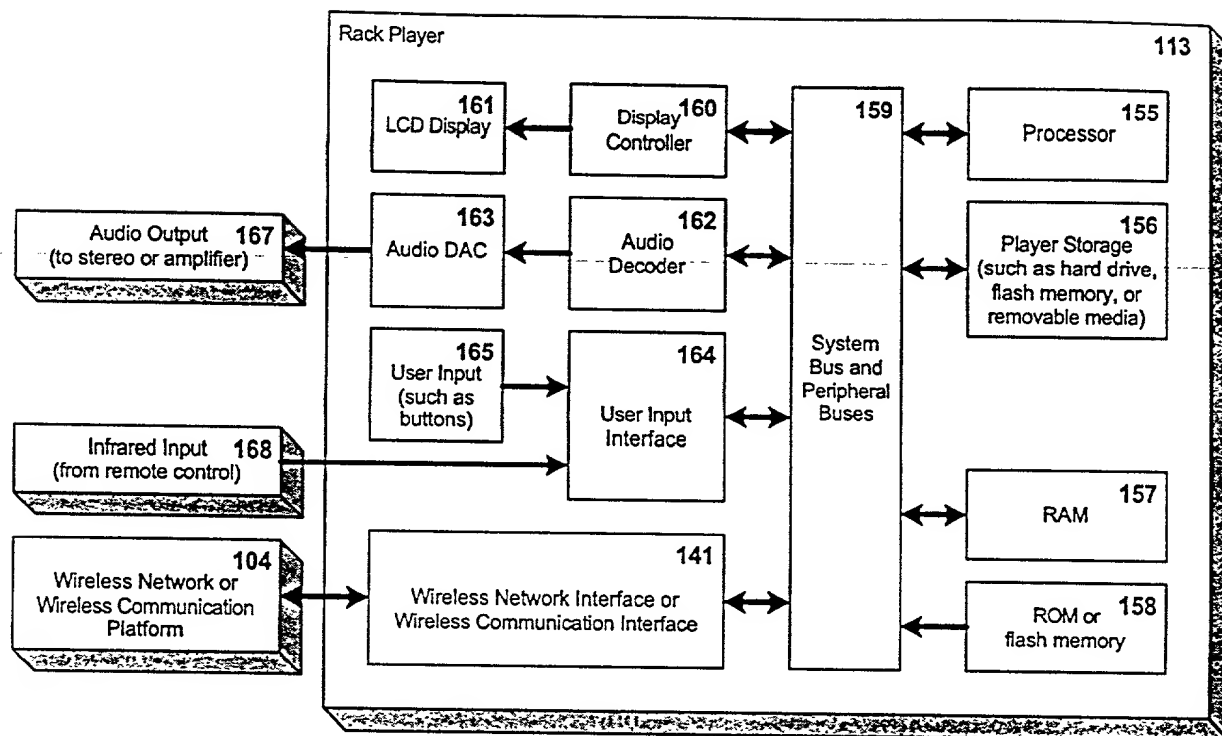 Rack Player
113
161
LCD Display
160
Display
Controller
159
System
Bus and
Peripheral
Buses
155
Processor
Audio Output
(to stereo or amplifier)
167
163
Audio DAC
162
Audio
Decoder
156
Player Storage
(such as hard drive,
flash memory, or
removable media)
165
User Input
(such as
buttons)
164
User Input
Interface
Infrared Input
(from remote control)
168
157
RAM
104
Wireless Network or
Wireless Communication
Platform
141
Wireless Network Interface or
Wireless Communication Interface
158
ROM or
flash memory